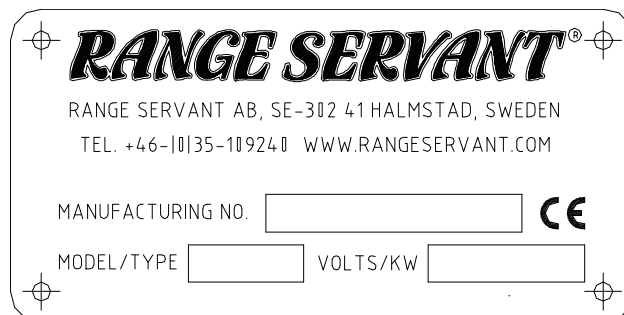 RANGE SERVANT®
RANGE SERVANT AB, SE-302 41 HALMSTAD, SWEDEN
TEL. +46-|0|35-109240 WWW.RANGESERVANT.COM
MANUFACTURING NO. CE
MODEL/TYPE VOLTS/KW